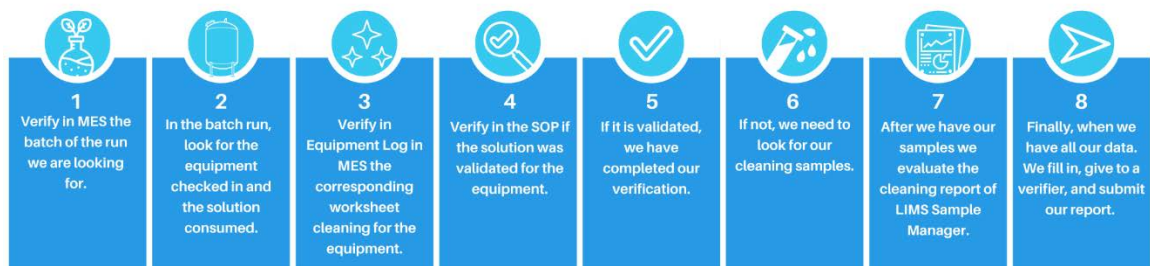 1
Verify in MES the
batch of the run
we are looking
for.
2
In the batch run,
look for the
equipment
checked in and
the solution
consumed.
3
Verify in
Equipment Log in
MES the
corresponding
worksheet
cleaning for the
equipment.
4
Verify in the SOP if
the solution was
validated for the
equipment.
5
If it is validated,
we have
completed our
verification.
6
If not, we need to
look for our
cleaning samples.
7
After we have our
samples we
evaluate the
cleaning report of
LIMS Sample
Manager.
8
Finally, when we
have all our data.
We fill in, give to a
verifier, and submit
our report.